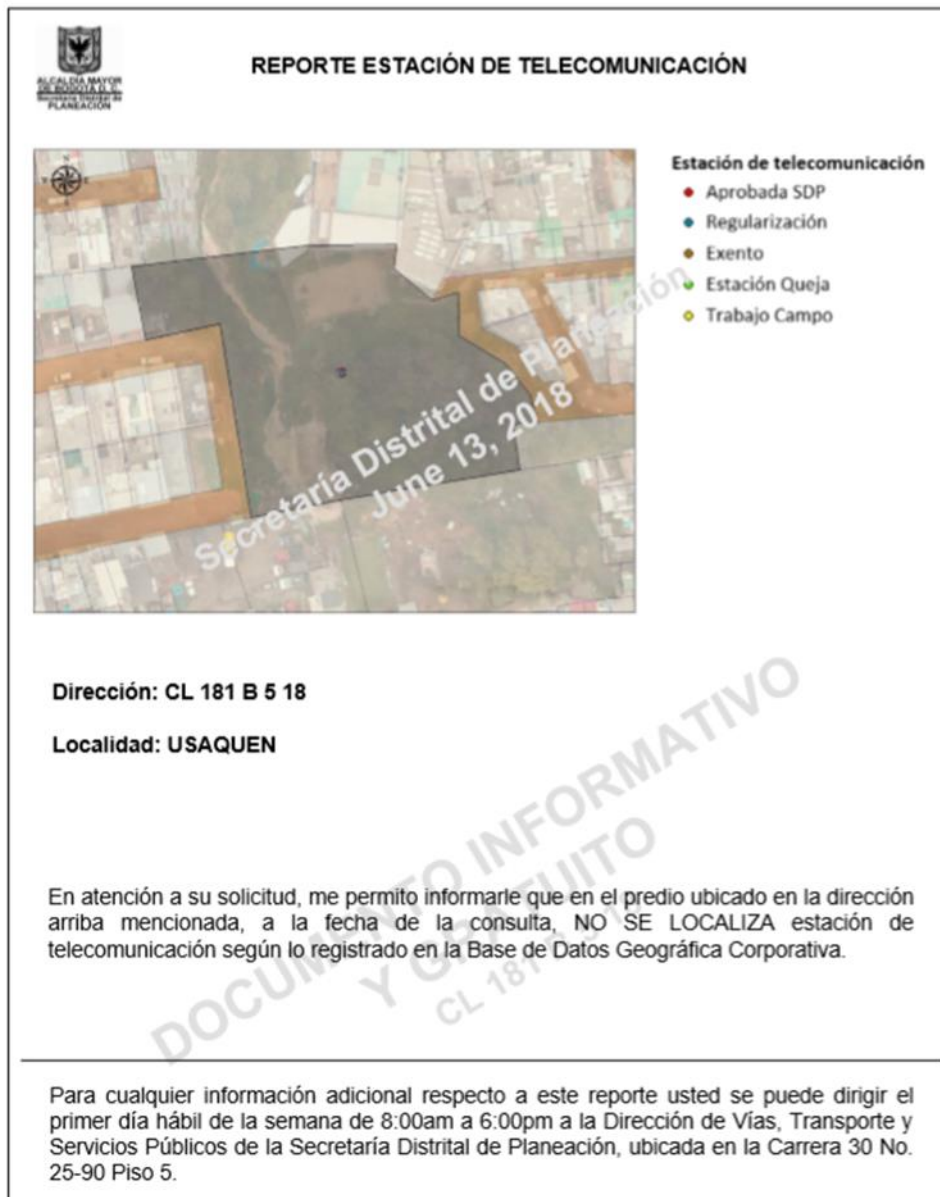 ALCALDÍA MAYOR
DE BOGOTÁ D. C.
Secretaría Distrital de
PLANEACIÓN
REPORTE ESTACIÓN DE TELECOMUNICACIÓN
Estación de telecomunicación
Aprobada SDP
Regularización
Exento
Estación Queja
Trabajo Campo
Secretaría Distrital de Planeación
June 13, 2018
Dirección: CL 181 B 5 18
Localidad: USAQUEN
En atención a su solicitud, me permito informarle que en el predio ubicado en la dirección
arriba mencionada, a la fecha de la consulta, NO SE LOCALIZA estación de
telecomunicación según lo registrado en la Base de Datos Geográfica Corporativa.
DOCUMENTO INFORMATIVO
Y GRATUITO
CL 181 B 5
Para cualquier información adicional respecto a este reporte usted se puede dirigir el
primer día hábil de la semana de 8:00am a 6:00pm a la Dirección de Vías, Transporte y
Servicios Públicos de la Secretaría Distrital de Planeación, ubicada en la Carrera 30 No.
25-90 Piso 5.